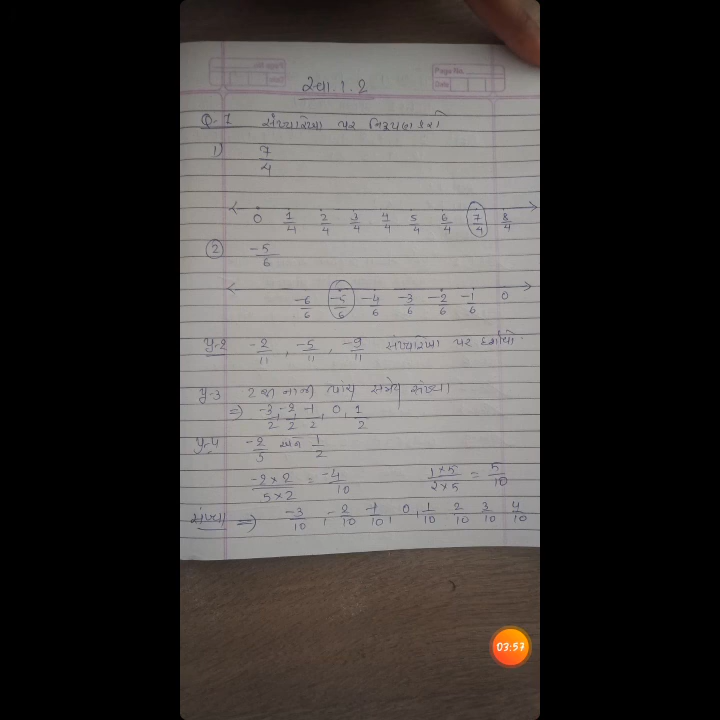 સ્વા. 1.2
Page No.
Date
Q-1 સંખ્યારેખા પર નિરૂપણ કરો
1) 7/4
0 1/4 2/4 3/4 4/4 5/4 6/4 7/4 8/4
2 -5/6
-6/6 -5/6 -4/6 -3/6 -2/6 -1/6 0
પ્ર-2 -2/11, -5/11, -9/11 સંખ્યારેખા પર દર્શાવો.
પ્ર-3 2 થી નાની પાંચ સંમેય સંખ્યા
⇒ -3/2, -2/2, -1/2, 0, 1/2
પ્ર-4 -2/5 અને 1/2
-2×2/5×2 = -4/10 1×5/2×5 = 5/10
સંખ્યા ⇒ -3/10, -2/10 -1/10, 0, 1/10 2/10 3/10 4/10
03:57